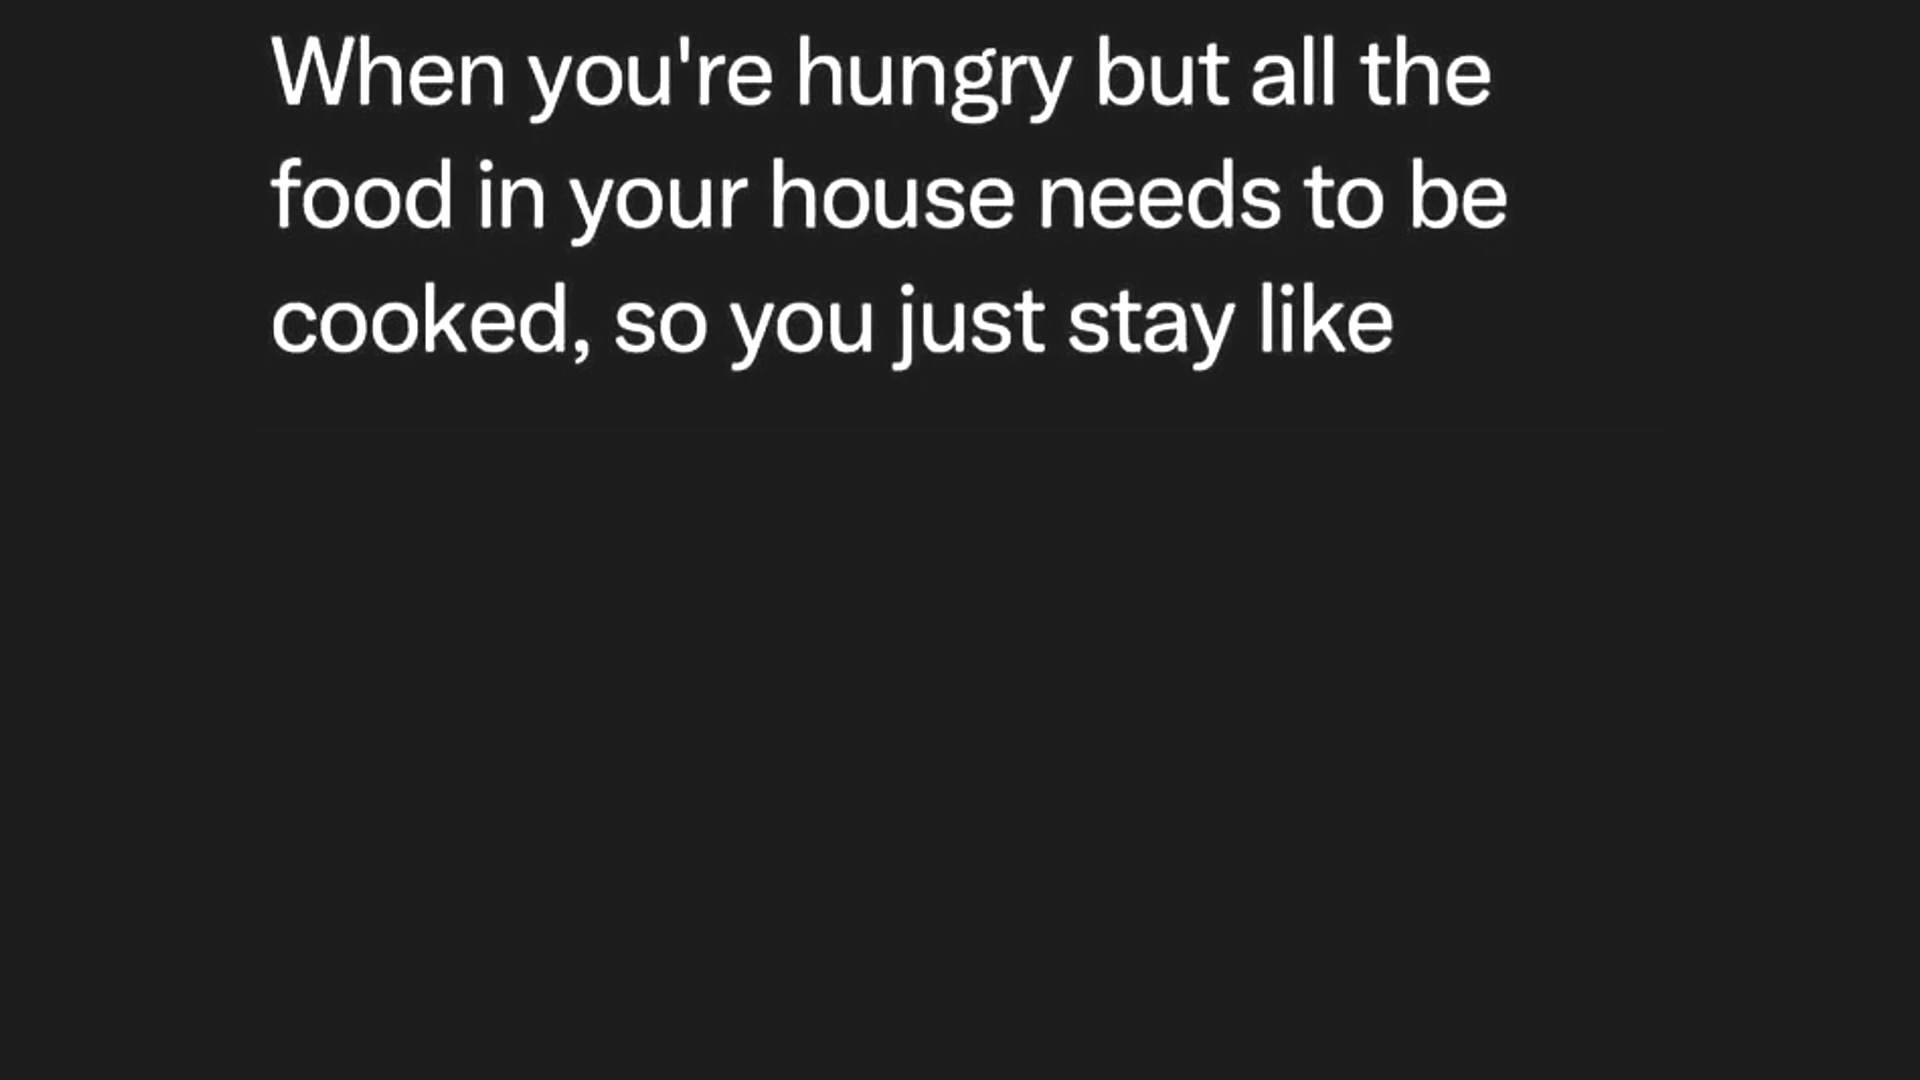 When you're hungry but all the
food in your house needs to be
cooked, so you just stay like